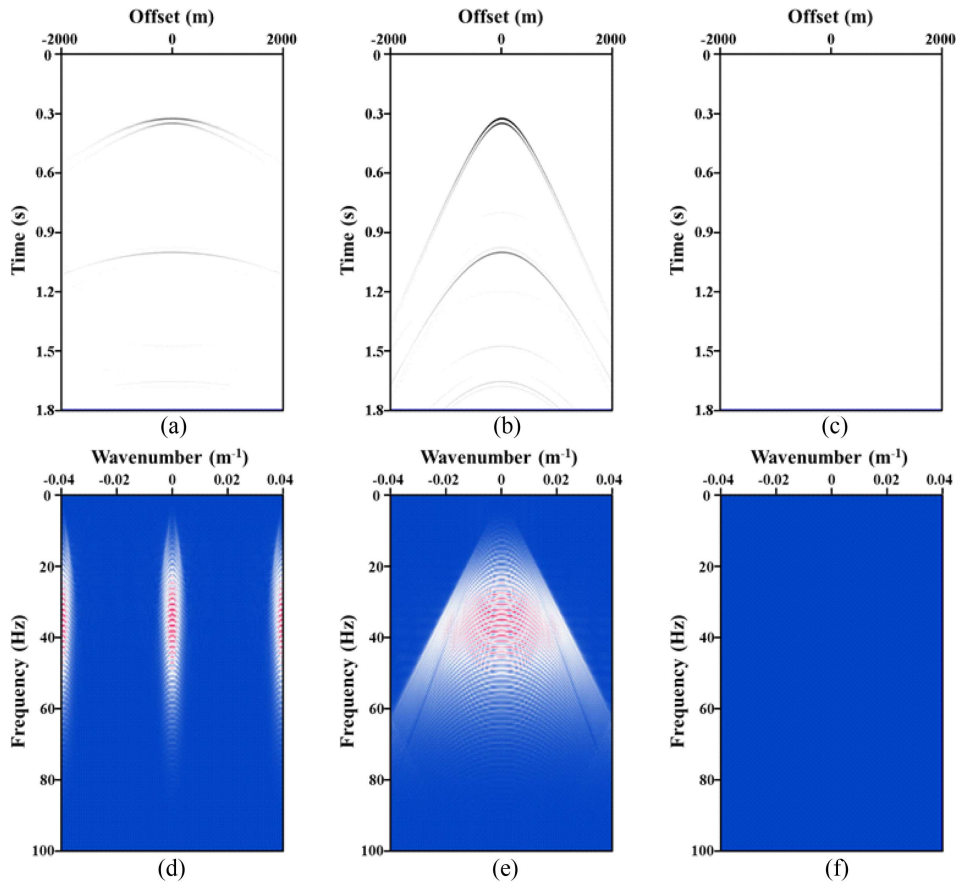 Offset (m) Offset (m) Offset (m)
-2000 0 2000 -2000 0 2000 -2000 0 2000
0 0 0
0.3 0.3 0.3
0.6 0.6 0.6
0.9 0.9 0.9
1.2 1.2 1.2
1.5 1.5 1.5
1.8 1.8 1.8
Time (s) Time (s) Time (s)
(a) (b) (c)
Wavenumber (m-1) Wavenumber (m-1) Wavenumber (m-1)
-0.04 -0.02 0 0.02 0.04 -0.04 -0.02 0 0.02 0.04 -0.04 -0.02 0 0.02 0.04
0 0 0
20 20 20
40 40 40
60 60 60
80 80 80
100 100 100
Frequency (Hz) Frequency (Hz) Frequency (Hz)
(d) (e) (f)